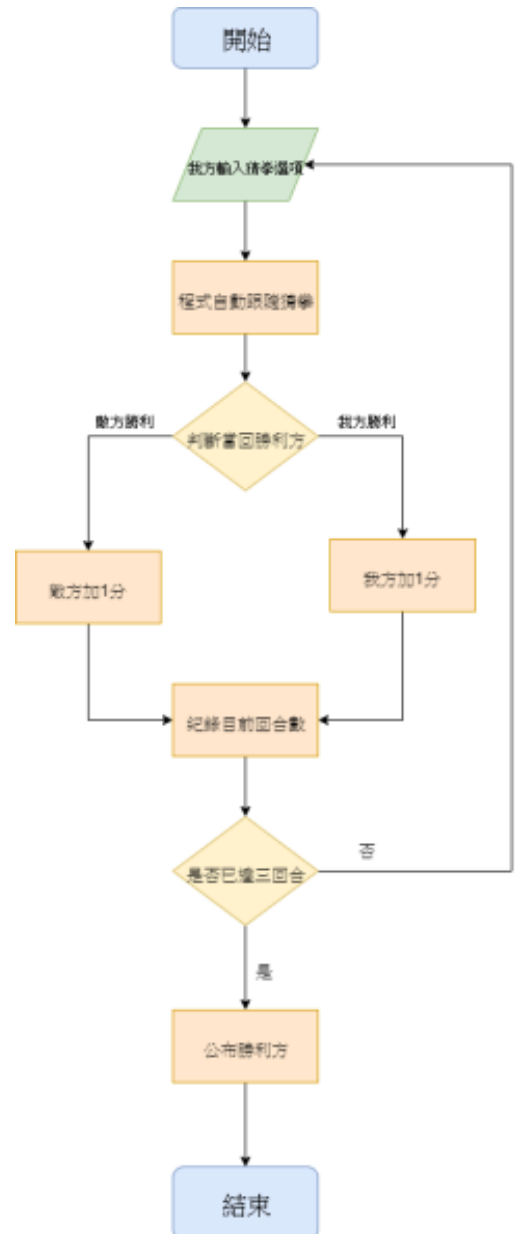 開始
我方輸入猜拳選項
程式自動跟隨猜拳
判斷當回勝利方
敵方勝利
我方勝利
敵方加1分
我方加1分
紀錄目前回合數
是否已達三回合
否
是
公布勝利方
結束